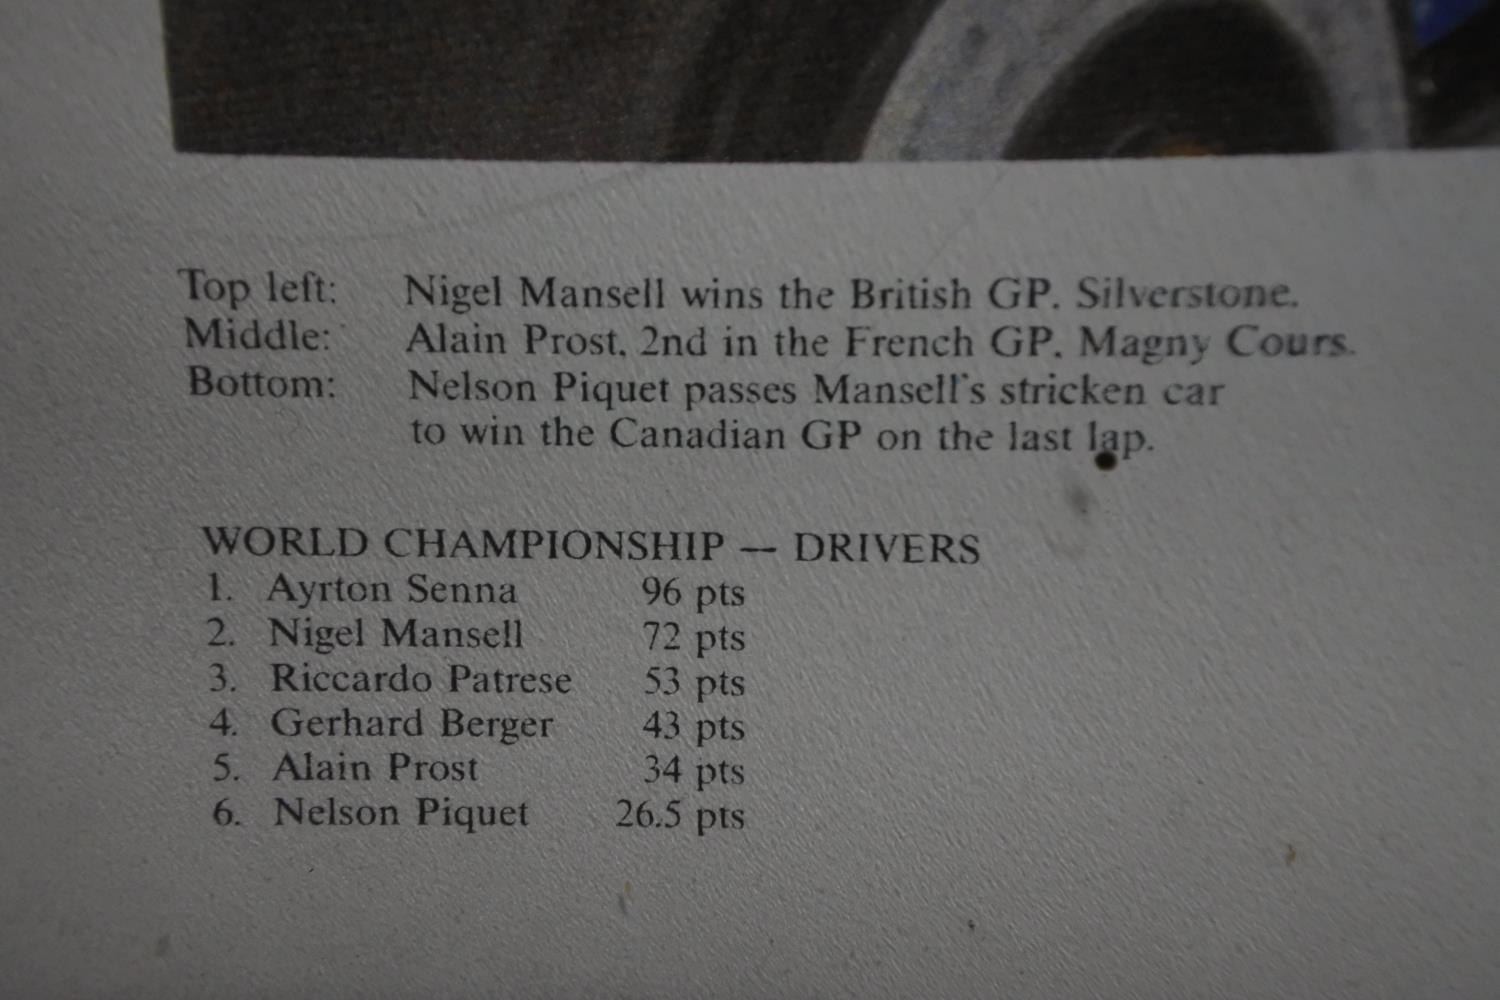 Top left: Nigel Mansell wins the British GP. Silverstone.
Middle: Alain Prost. 2nd in the French GP. Magny Cours.
Bottom: Nelson Piquet passes Mansell's stricken car
to win the Canadian GP on the last lap.
WORLD CHAMPIONSHIP — DRIVERS
1. Ayrton Senna 96 pts
2. Nigel Mansell 72 pts
3. Riccardo Patrese 53 pts
4. Gerhard Berger 43 pts
5. Alain Prost 34 pts
6. Nelson Piquet 26.5 pts